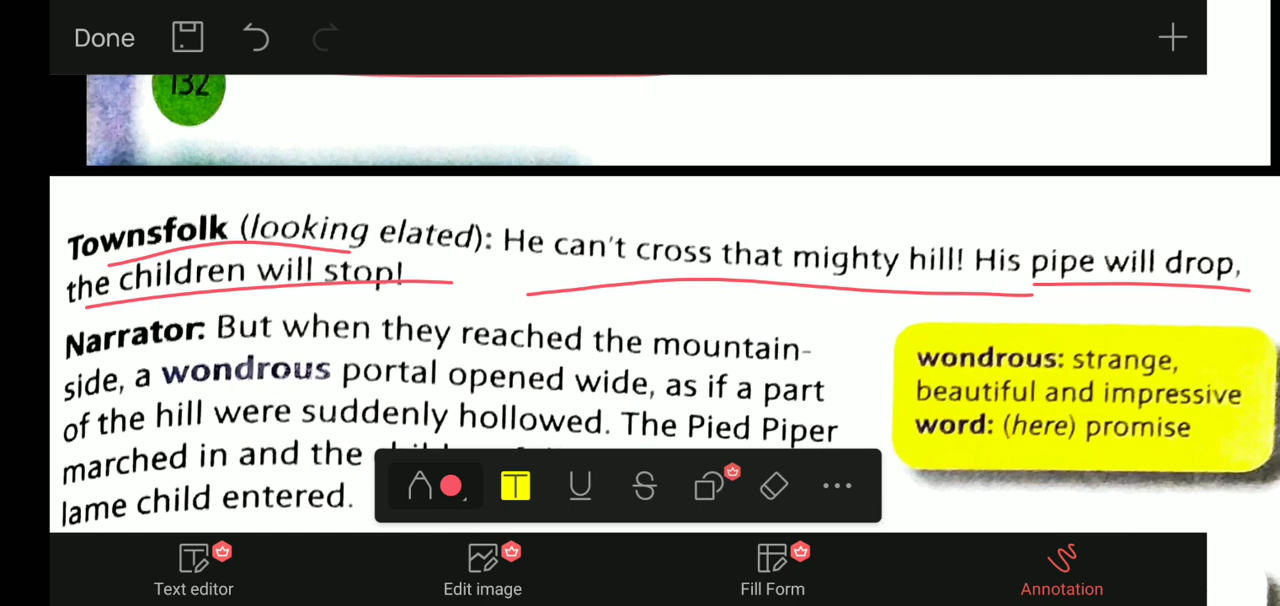 Done
132
Townsfolk (looking elated): He can't cross that mighty hill! His pipe will drop,
the children will stop!
Narrator: But when they reached the mountain-
side, a wondrous portal opened wide, as if a part
of the hill were suddenly hollowed. The Pied Piper
marched in and the
lame child entered.
wondrous: strange,
beautiful and impressive
word: (here) promise
T
U
S
Text editor
Edit image
Fill Form
Annotation